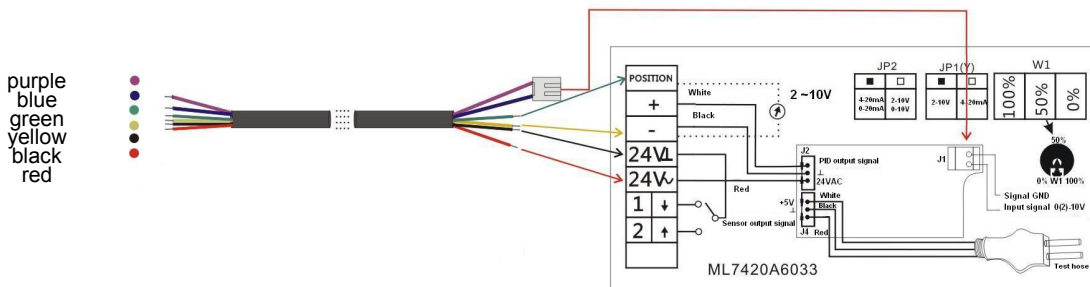 purple
blue
green
yellow
black
red
POSITION
+
-
24V⊥
24V~
1 ↓
2 ↑
White
Black
Red
2 ~10V
JP2
4-20mA
0-20mA
2-10V
0-10V
JP1(Y)
2-10V
4-20mA
W1
100%
50%
0%
50%
0% W1 100%
J2
PID output signal
⊥
24VAC
J1
Signal GND
Input signal 0(2)-10V
+5V
⊥
White
Black
Sensor output signal
J4
Red
Test hose
ML7420A6033